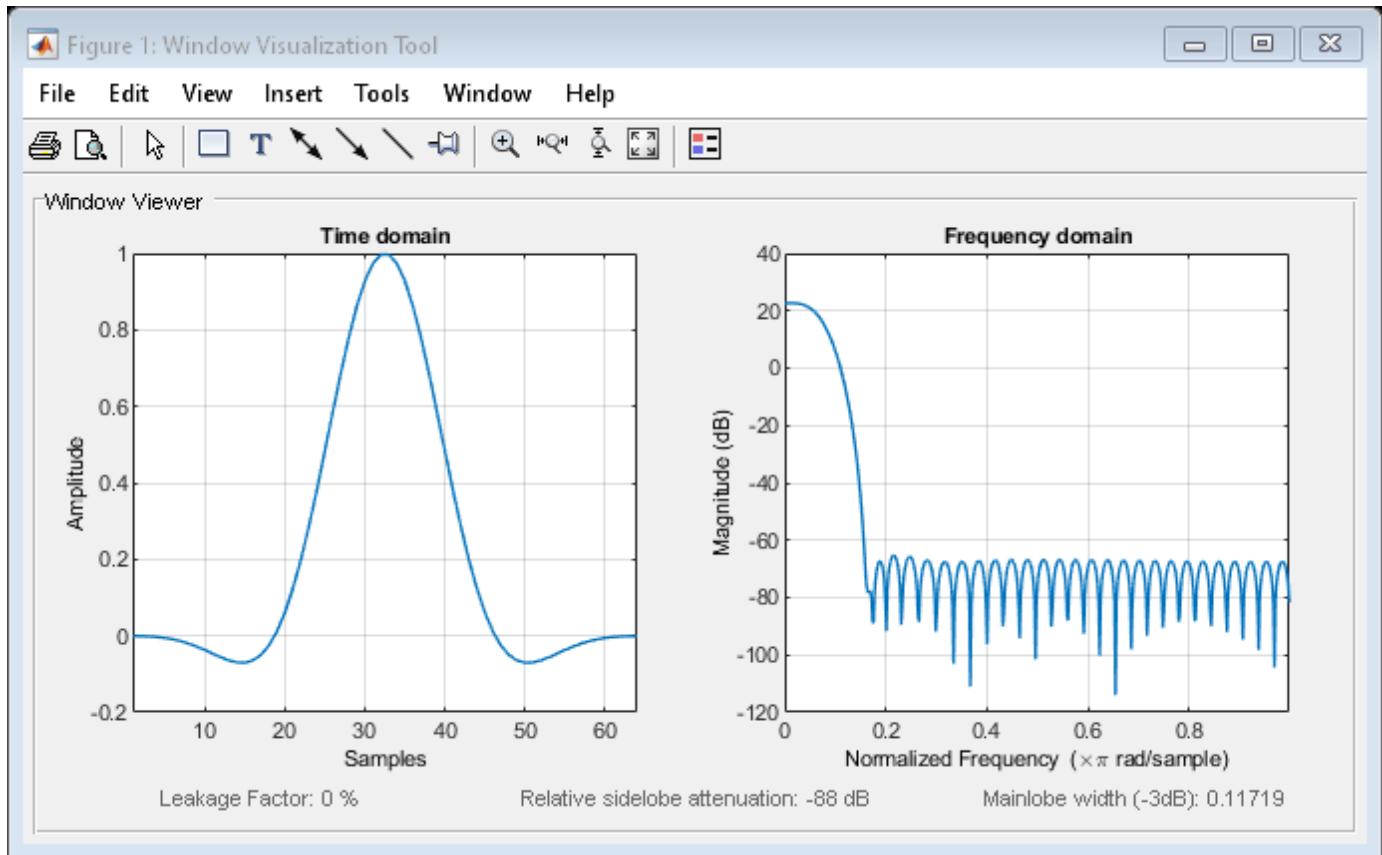 Figure 1: Window Visualization Tool
File Edit View Insert Tools Window Help
T
Window Viewer
Time domain
1
0.8
0.6
0.4
0.2
0
-0.2
Amplitude
10 20 30 40 50 60
Samples
Frequency domain
40
20
0
-20
-40
-60
-80
-100
-120
Magnitude (dB)
0 0.2 0.4 0.6 0.8
Normalized Frequency (×π rad/sample)
Leakage Factor: 0 % Relative sidelobe attenuation: -88 dB Mainlobe width (-3dB): 0.11719